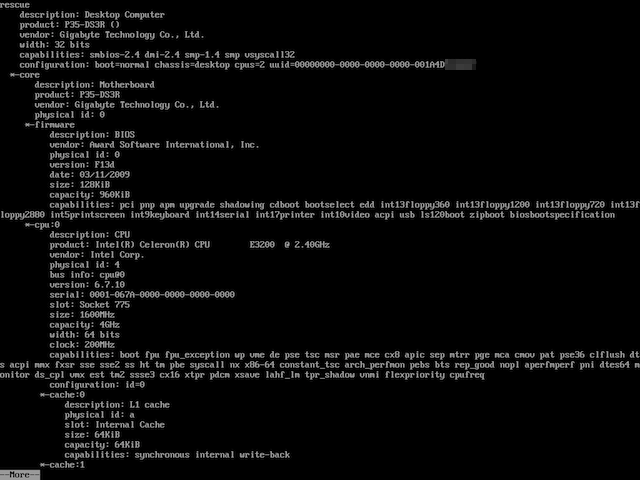 rescue
description: Desktop Computer
product: P35-DS3R ()
vendor: Gigabyte Technology Co., Ltd.
width: 32 bits
capabilities: smbios-2.4 dmi-2.4 smp-1.4 smp vsyscall32
configuration: boot=normal chassis=desktop cpus=2 uuid=00000000-0000-0000-0000-001A4D
*-core
description: Motherboard
product: P35-DS3R
vendor: Gigabyte Technology Co., Ltd.
physical id: 0
*-firmware
description: BIOS
vendor: Award Software International, Inc.
physical id: 0
version: F13d
date: 03/11/2009
size: 128KiB
capacity: 960KiB
capabilities: pci pnp apm upgrade shadowing cdboot bootselect edd int13floppy360 int13floppy1200 int13floppy720 int13f
loppy2880 int5printscreen int9keyboard int14serial int17printer int10video acpi usb ls120boot zipboot biosbootspecification
*-cpu:0
description: CPU
product: Intel(R) Celeron(R) CPU E3200 @ 2.40GHz
vendor: Intel Corp.
physical id: 4
bus info: cpu@0
version: 6.7.10
serial: 0001-067A-0000-0000-0000-0000
slot: Socket 775
size: 1600MHz
capacity: 4GHz
width: 64 bits
clock: 200MHz
capabilities: boot fpu fpu_exception wp vme de pse tsc msr pae mce cx8 apic sep mtrr pge mca cmov pat pse36 clflush dt
s acpi mmx fxsr sse sse2 ss ht tm pbe syscall nx x86-64 constant_tsc arch_perfmon pebs bts rep_good nopl aperfmperf pni dtes64 m
onitor ds_cpl vmx est tm2 ssse3 cx16 xtpr pdcm xsave lahf_lm tpr_shadow vnmi flexpriority cpufreq
configuration: id=0
*-cache:0
description: L1 cache
physical id: a
slot: Internal Cache
size: 64KiB
capacity: 64KiB
capabilities: synchronous internal write-back
*-cache:1
--More--